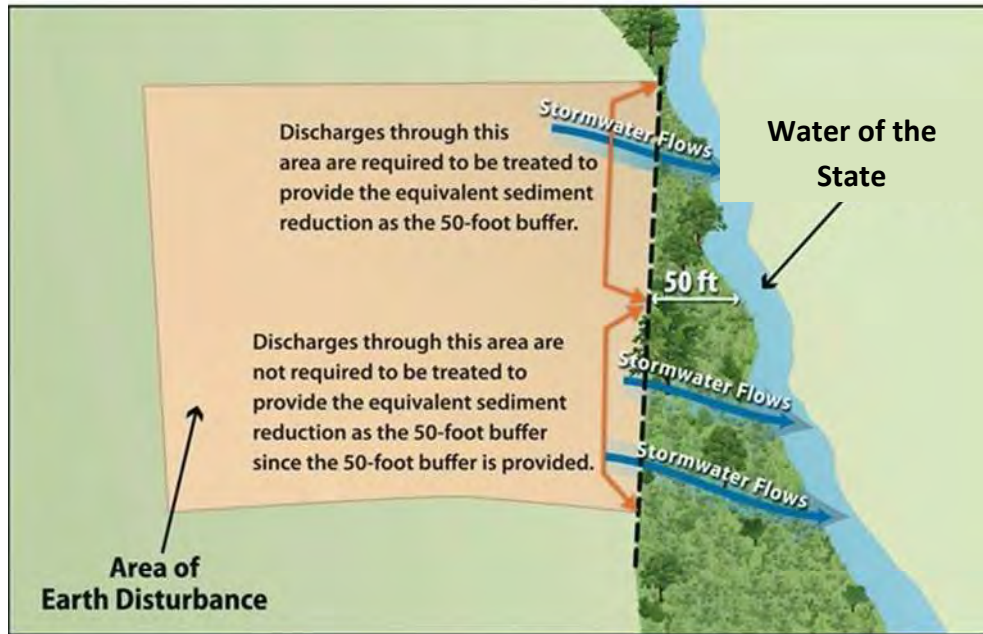 Stormwater Flows
Water of the
State
Discharges through this
area are required to be treated to
provide the equivalent sediment
reduction as the 50-foot buffer.
50 ft
Discharges through this area are
not required to be treated to
provide the equivalent sediment
reduction as the 50-foot buffer
since the 50-foot buffer is provided.
Stormwater Flows
Stormwater Flows
Area of
Earth Disturbance